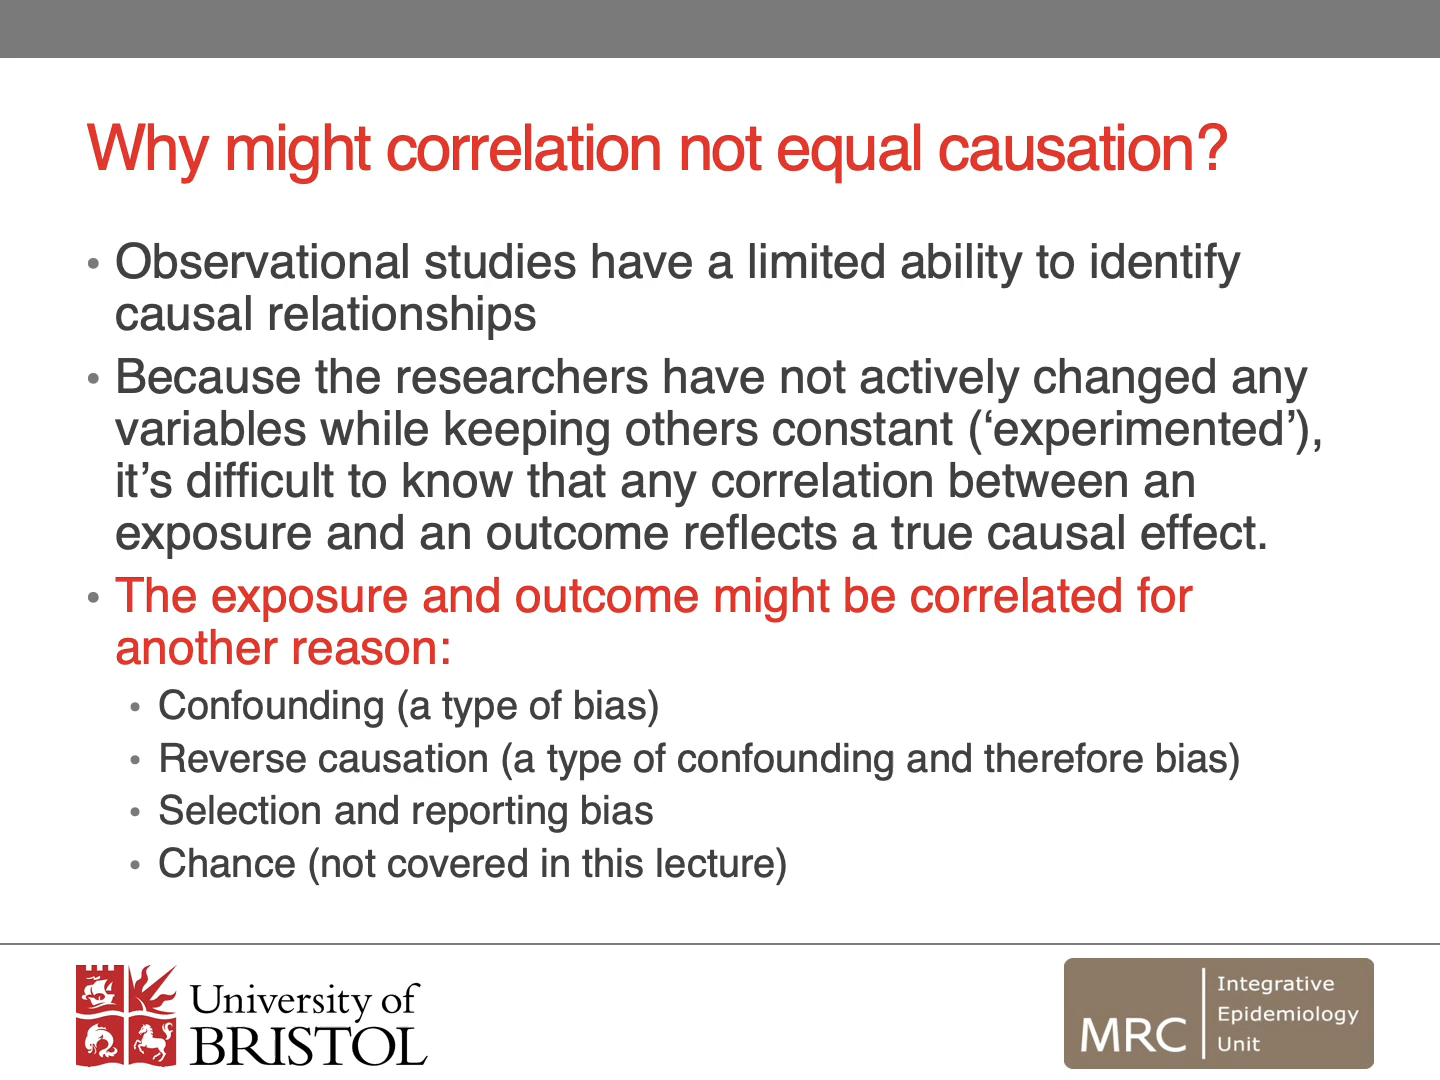 Why might correlation not equal causation?
• Observational studies have a limited ability to identify
causal relationships
• Because the researchers have not actively changed any
variables while keeping others constant (‘experimented’),
it’s difficult to know that any correlation between an
exposure and an outcome reflects a true causal effect.
• The exposure and outcome might be correlated for
another reason:
• Confounding (a type of bias)
• Reverse causation (a type of confounding and therefore bias)
• Selection and reporting bias
• Chance (not covered in this lecture)
University of
BRISTOL
MRC
Integrative
Epidemiology
Unit